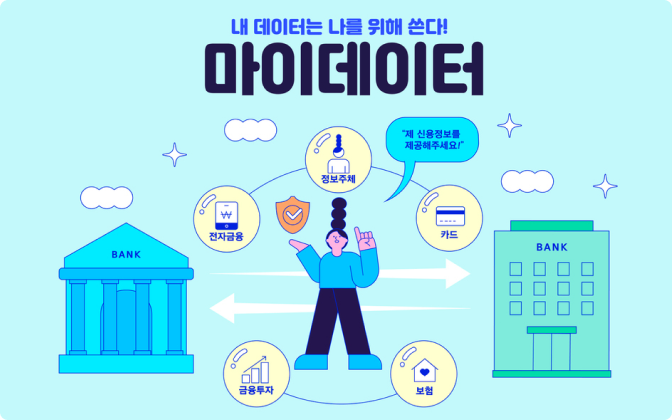 내 데이터는 나를 위해 쓴다!
마이데이터
"제 신용정보를
제공해주세요!"
정보주체
전자금융
₩
카드
BANK
BANK
금융투자
보험